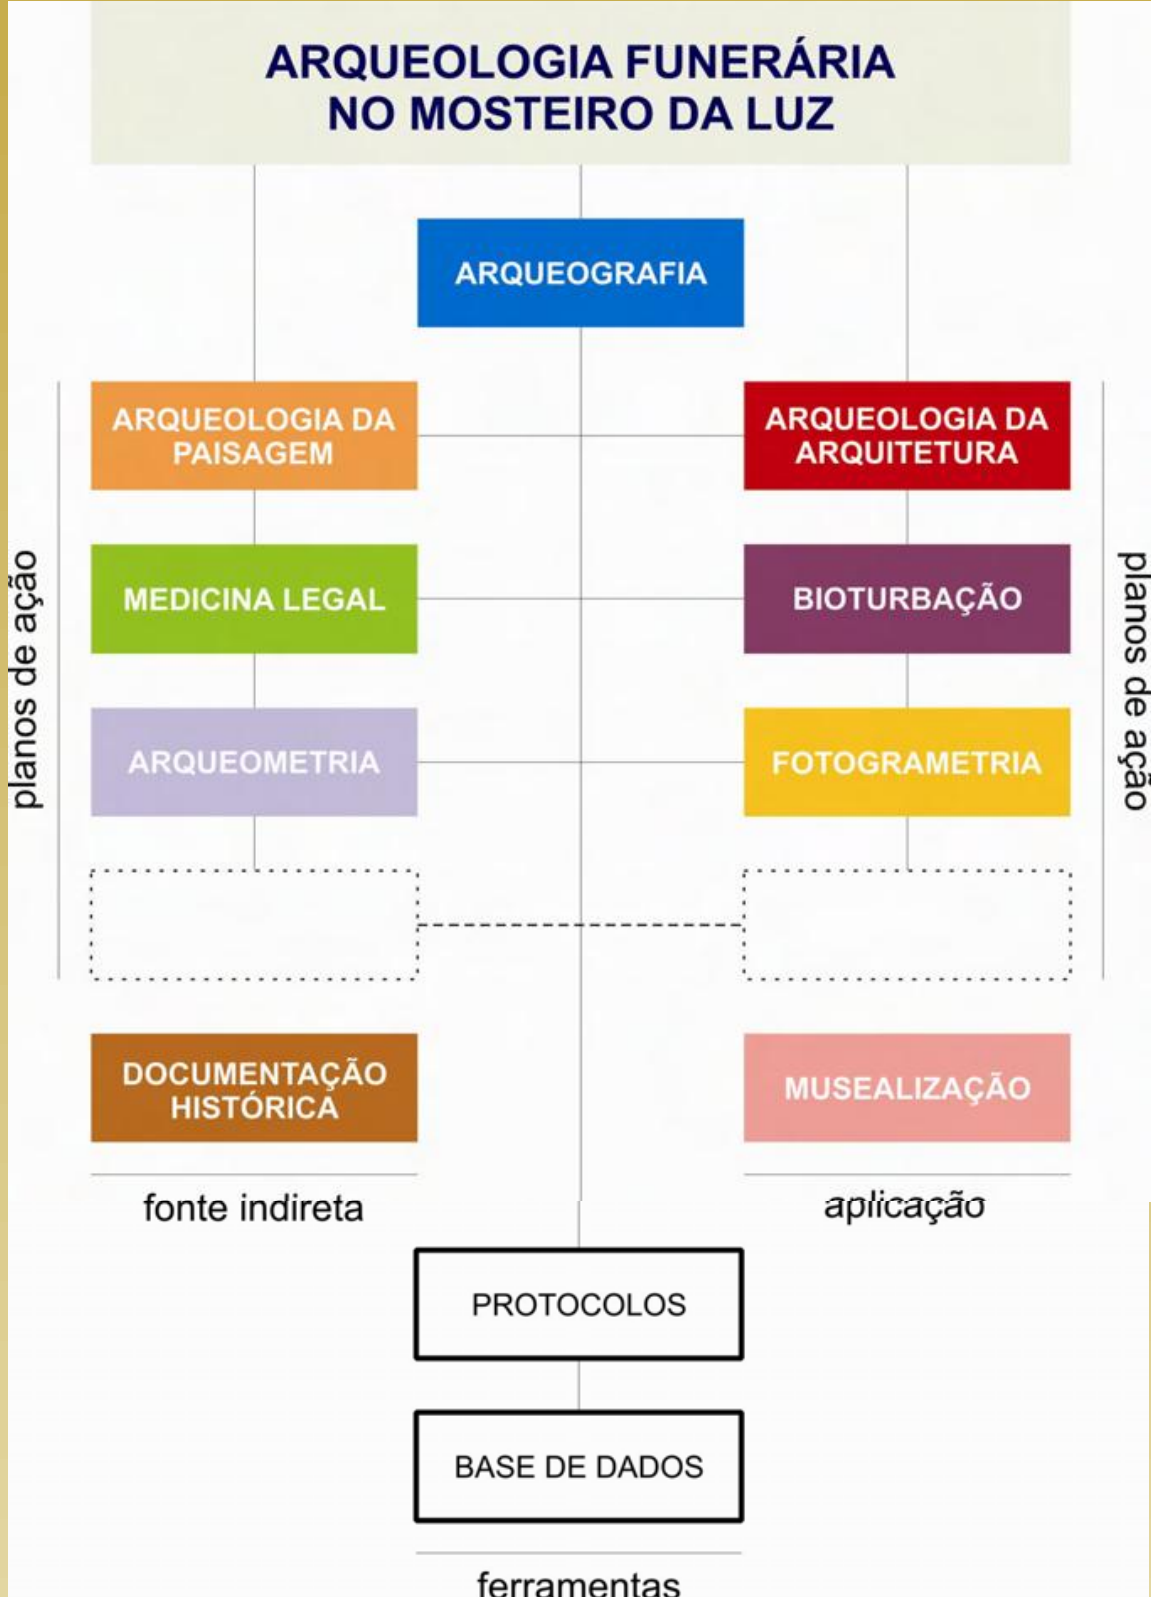 ARQUEOLOGIA FUNERÁRIA
NO MOSTEIRO DA LUZ
ARQUEOGRAFIA
ARQUEOLOGIA DA
PAISAGEM
ARQUEOLOGIA DA
ARQUITETURA
MEDICINA LEGAL
BIOTURBAÇÃO
ARQUEOMETRIA
FOTOGRAMETRIA
planos de ação
planos de ação
DOCUMENTAÇÃO
HISTÓRICA
MUSEALIZAÇÃO
fonte indireta
aplicação
PROTOCOLOS
BASE DE DADOS
ferramentas